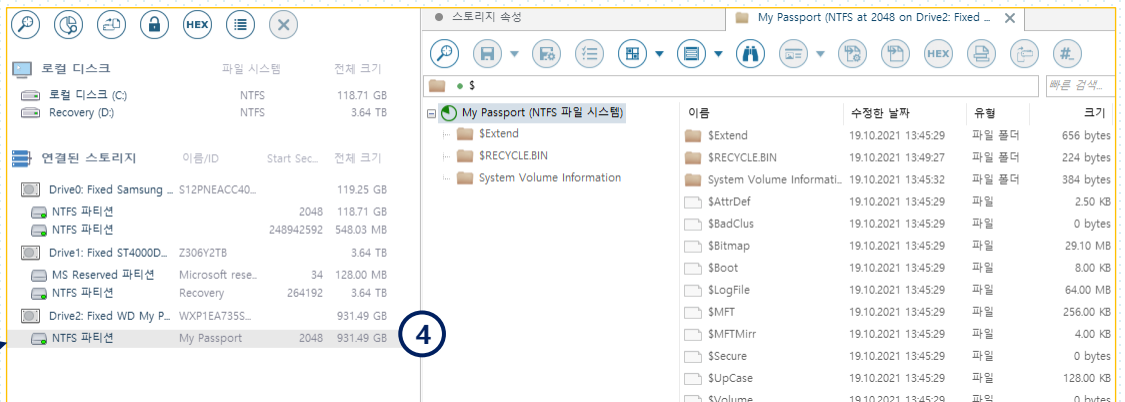 HEX
로컬 디스크 파일 시스템 전체 크기
로컬 디스크 (C:) NTFS 118.71 GB
Recovery (D:) NTFS 3.64 TB
연결된 스토리지 이름/ID Start Sec... 전체 크기
Drive0: Fixed Samsung ... S12PNEACC40... 119.25 GB
NTFS 파티션 2048 118.71 GB
NTFS 파티션 248942592 548.03 MB
Drive1: Fixed ST4000D... Z306Y2TB 3.64 TB
MS Reserved 파티션 Microsoft rese... 34 128.00 MB
NTFS 파티션 Recovery 264192 3.64 TB
Drive2: Fixed WD My P... WXP1EA735S... 931.49 GB
NTFS 파티션 My Passport 2048 931.49 GB
4
스토리지 속성 My Passport (NTFS at 2048 on Drive2: Fixed ...
HEX #_
$ 빠른 검색...
My Passport (NTFS 파일 시스템)
$Extend
$RECYCLE.BIN
System Volume Information
이름 수정한 날짜 유형 크기
$Extend 19.10.2021 13:45:29 파일 폴더 656 bytes
$RECYCLE.BIN 19.10.2021 13:49:27 파일 폴더 224 bytes
System Volume Informati... 19.10.2021 13:45:32 파일 폴더 384 bytes
$AttrDef 19.10.2021 13:45:29 파일 2.50 KB
$BadClus 19.10.2021 13:45:29 파일 0 bytes
$Bitmap 19.10.2021 13:45:29 파일 29.10 MB
$Boot 19.10.2021 13:45:29 파일 8.00 KB
$LogFile 19.10.2021 13:45:29 파일 64.00 MB
$MFT 19.10.2021 13:45:29 파일 256.00 KB
$MFTMirr 19.10.2021 13:45:29 파일 4.00 KB
$Secure 19.10.2021 13:45:29 파일 0 bytes
$UpCase 19.10.2021 13:45:29 파일 128.00 KB
$Volume 19.10.2021 13:45:29 파일 0 bytes